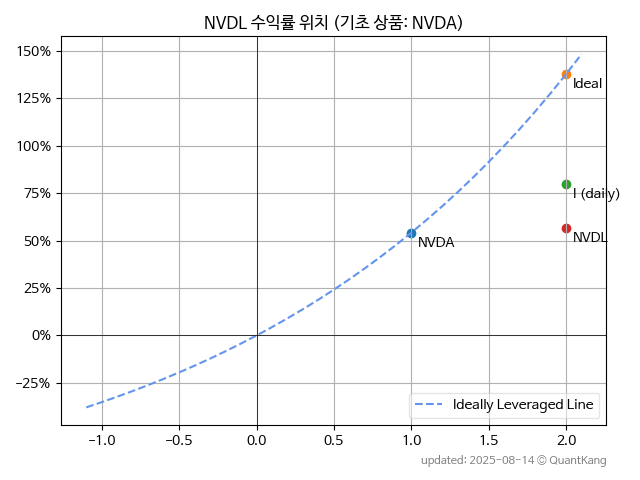 NVDL 수익률 위치 (기초 상품: NVDA)
150%
125%
100%
75%
50%
25%
0%
−25%
Ideal
I (daily)
NVDL
NVDA
Ideally Leveraged Line
−1.0 −0.5 0.0 0.5 1.0 1.5 2.0
updated: 2025-08-14 © QuantKang